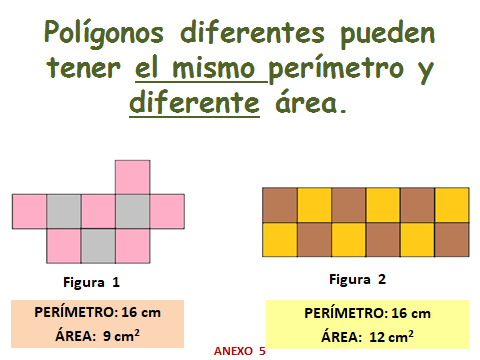 Polígonos diferentes pueden
tener el mismo perímetro y
diferente área.
Figura 1
Figura 2
PERÍMETRO: 16 cm
ÁREA: 9 cm²
PERÍMETRO: 16 cm
ÁREA: 12 cm²
ANEXO 5